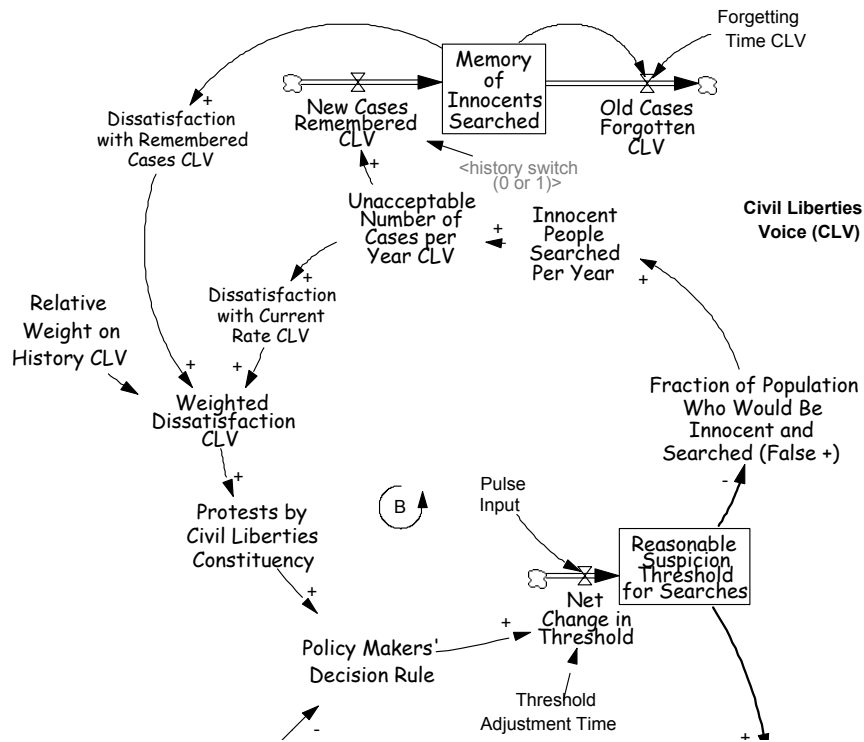 Forgetting
Time CLV
Memory
of
Innocents
Searched
New Cases
Remembered
CLV
Old Cases
Forgotten
CLV
+
Dissatisfaction
with Remembered
Cases CLV
+
<history switch
(0 or 1)>
Unacceptable
Number of
Cases per
Year CLV
+
-
Innocent
People
Searched
Per Year
Civil Liberties
Voice (CLV)
+
+
Dissatisfaction
with Current
Rate CLV
Relative
Weight on
History CLV
+
+
Weighted
Dissatisfaction
CLV
Fraction of Population
Who Would Be
Innocent and
Searched (False +)
+
-
Protests by
Civil Liberties
Constituency
B
Pulse
Input
Reasonable
Suspicion
Threshold
for Searches
+
Net
Change in
Threshold
+
Policy Makers'
Decision Rule
Threshold
Adjustment Time
-
+